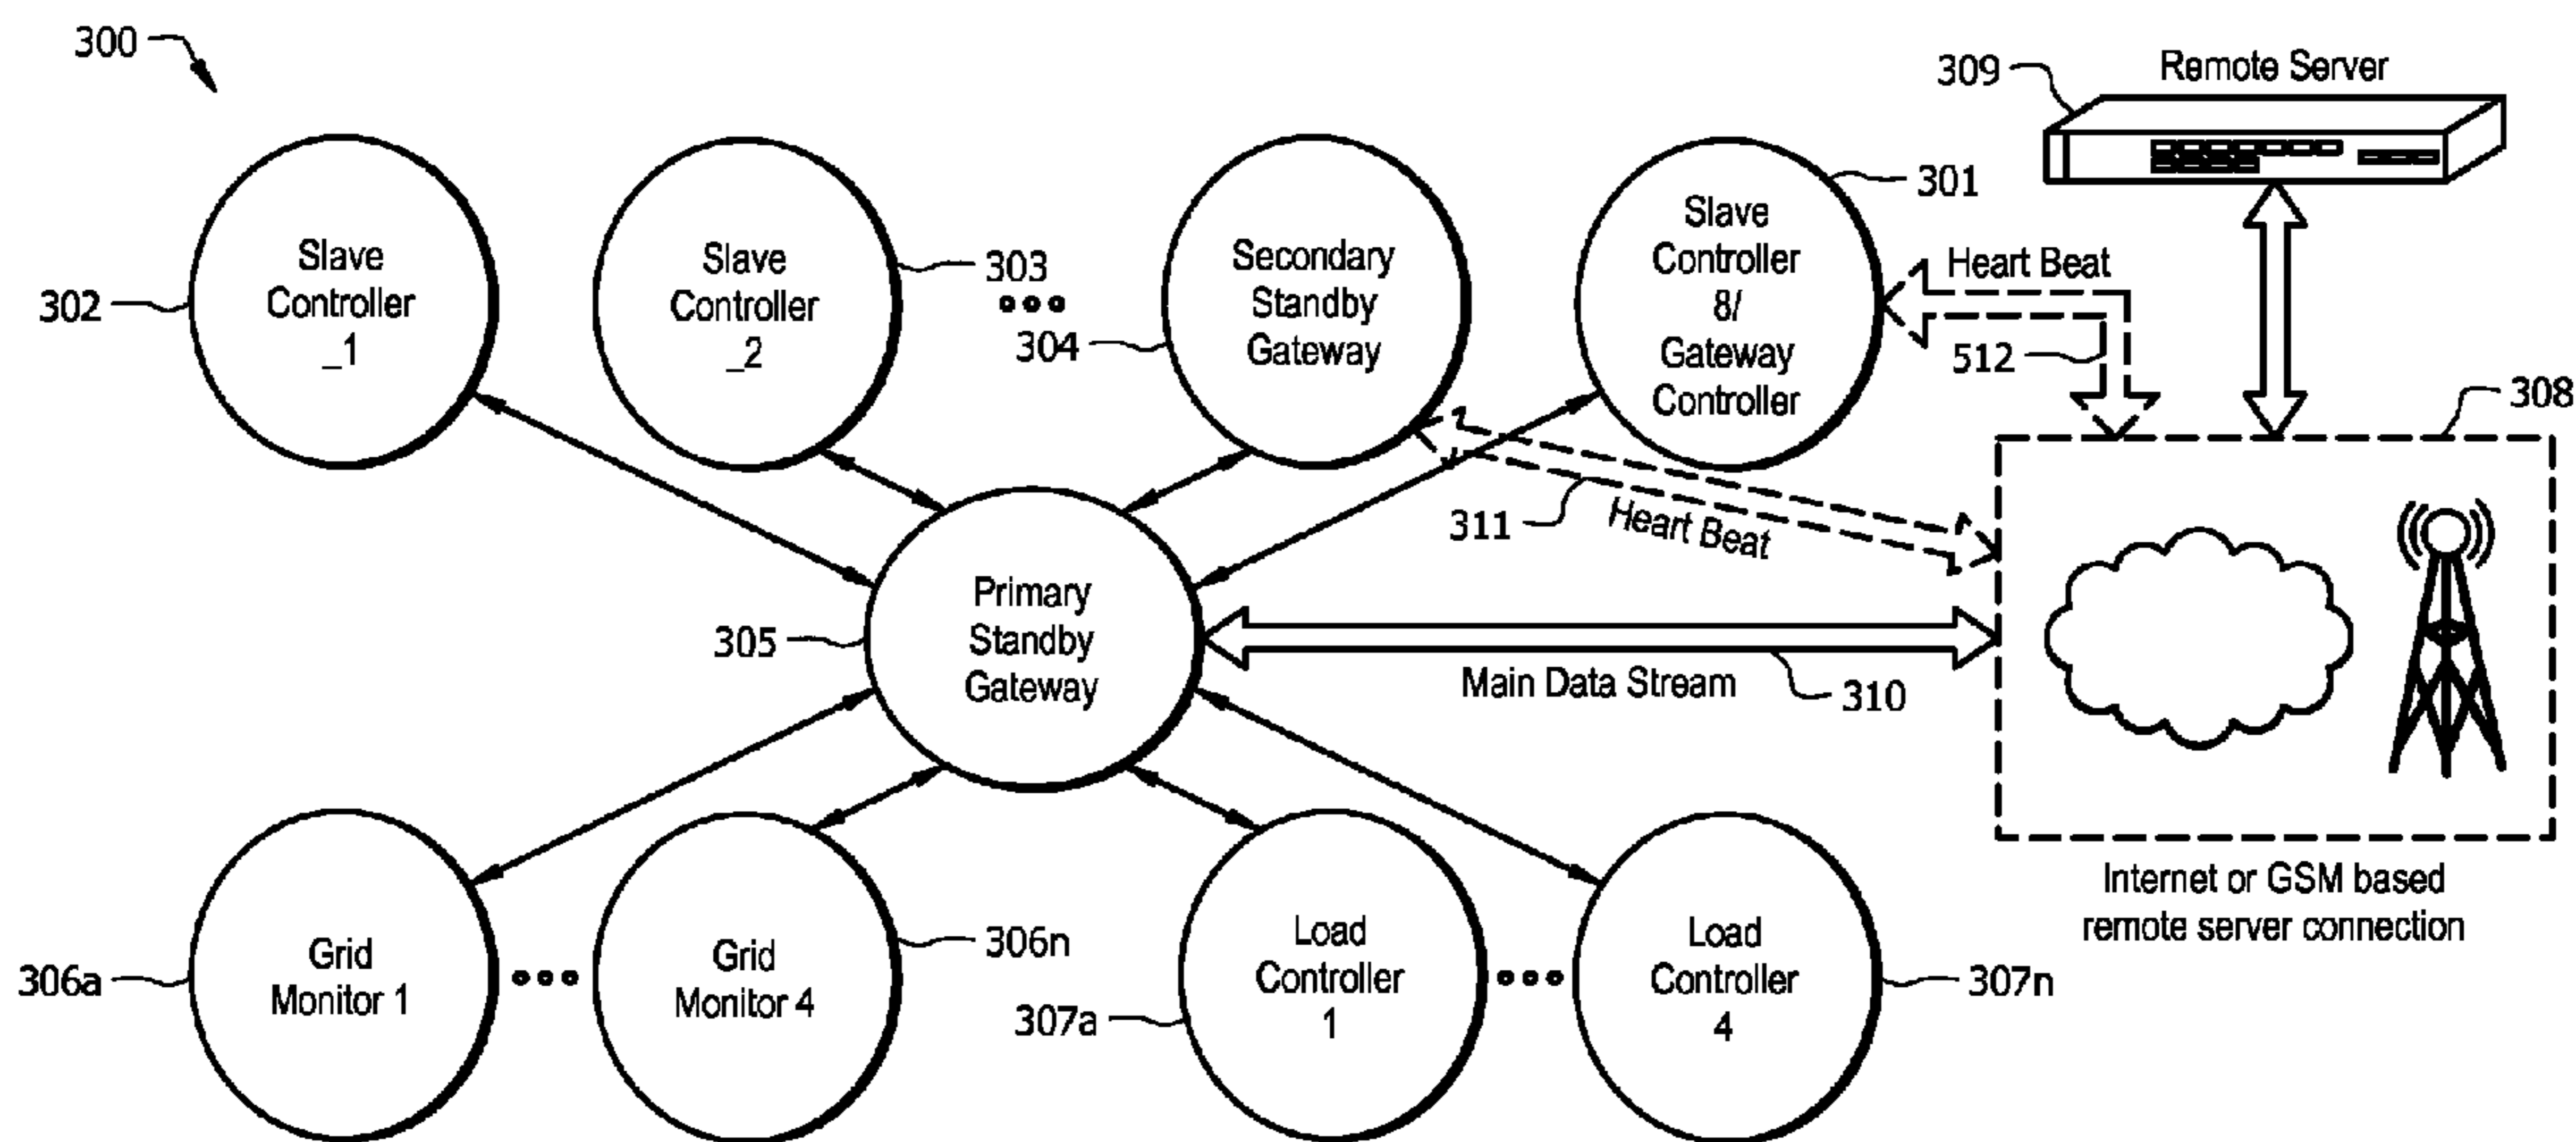 300
309
Remote Server
301
302
Slave
Controller
_1
Slave
Controller
_2
303
304
Secondary
Standby
Gateway
Slave
Controller
8/
Gateway
Controller
Heart Beat
512
308
311
Heart Beat
305
Primary
Standby
Gateway
Main Data Stream
310
Internet or GSM based
remote server connection
306a
Grid
Monitor 1
Grid
Monitor 4
306n
307a
Load
Controller
1
Load
Controller
4
307n